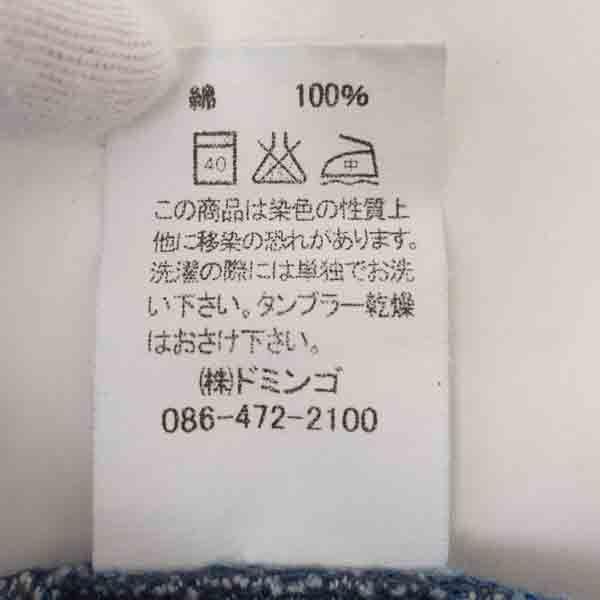 綿 100%
40 中
この商品は染色の性質上
他に移染の恐れがあります。
洗濯の際には単独でお洗
い下さい。タンブラー乾燥
はおさけ下さい。
(株)ドミンゴ
086-472-2100